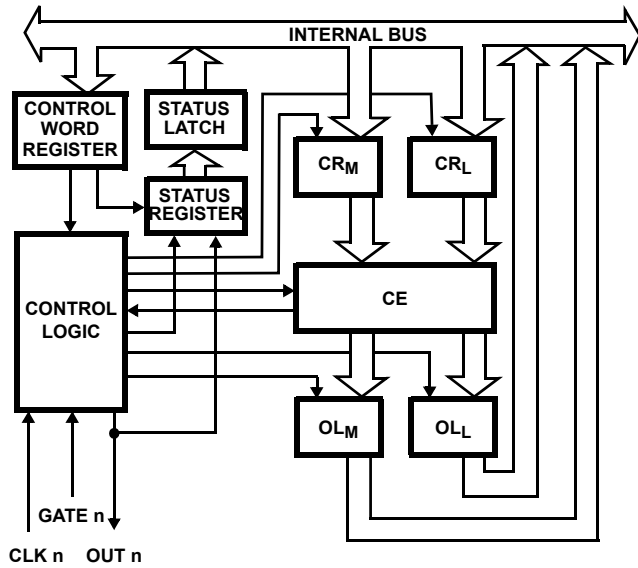 INTERNAL BUS
CONTROL
WORD
REGISTER
STATUS
LATCH
STATUS
REGISTER
CRM
CRL
CONTROL
LOGIC
CE
OLM
OLL
GATE n
CLK n OUT n